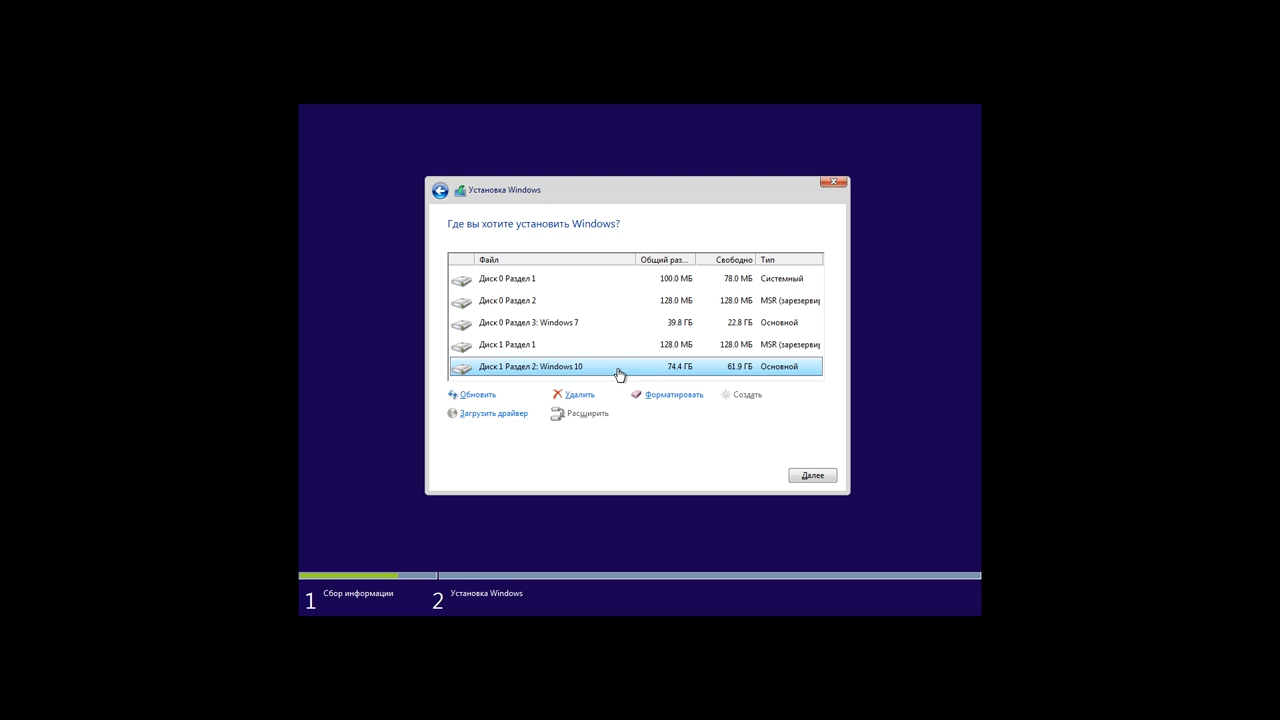 Установка Windows
Где вы хотите установить Windows?
Файл Общий раз... Свободно Тип
Диск 0 Раздел 1 100.0 МБ 78.0 МБ Системный
Диск 0 Раздел 2 128.0 МБ 128.0 МБ MSR (зарезерви
Диск 0 Раздел 3: Windows 7 39.8 ГБ 22.8 ГБ Основной
Диск 1 Раздел 1 128.0 МБ 128.0 МБ MSR (зарезерви
Диск 1 Раздел 2: Windows 10 74.4 ГБ 61.9 ГБ Основной
Обновить Удалить Форматировать Создать
Загрузить драйвер Расширить
Далее
1 Сбор информации 2 Установка Windows